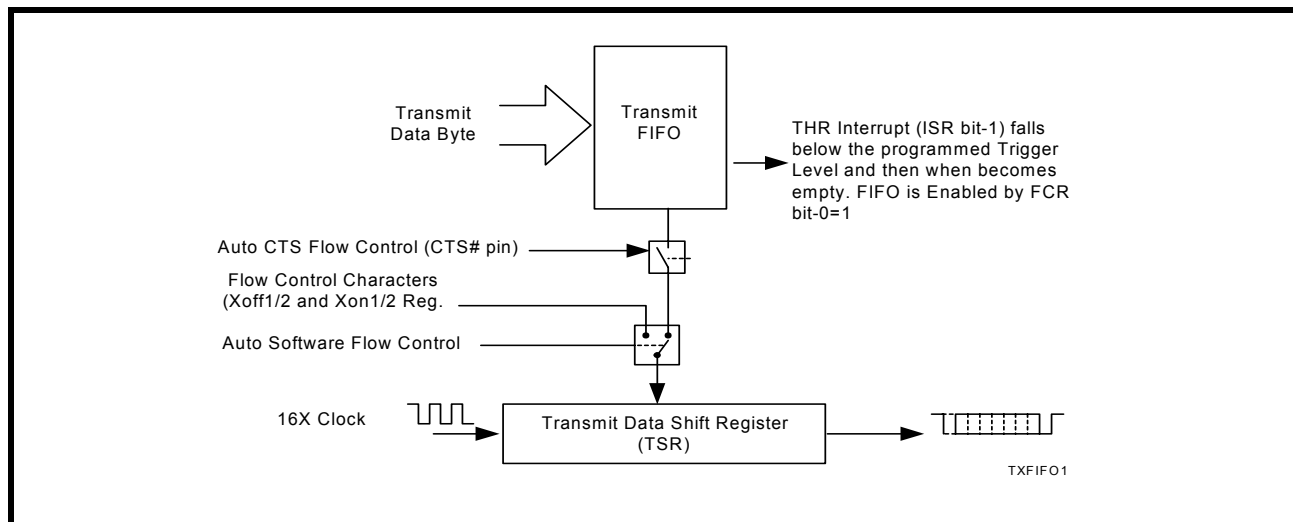 Transmit
Data Byte
Transmit
FIFO
THR Interrupt (ISR bit-1) falls
below the programmed Trigger
Level and then when becomes
empty. FIFO is Enabled by FCR
bit-0=1
Auto CTS Flow Control (CTS# pin)
Flow Control Characters
(Xoff1/2 and Xon1/2 Reg.
Auto Software Flow Control
16X Clock
Transmit Data Shift Register
(TSR)
TXFIFO1